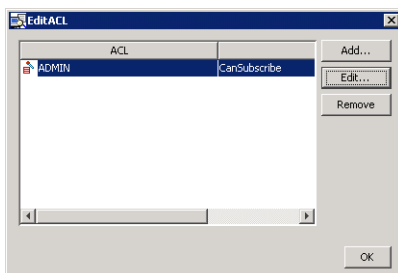 EditACL
ACL
Add...
ADMIN CanSubscribe
Edit...
Remove
OK